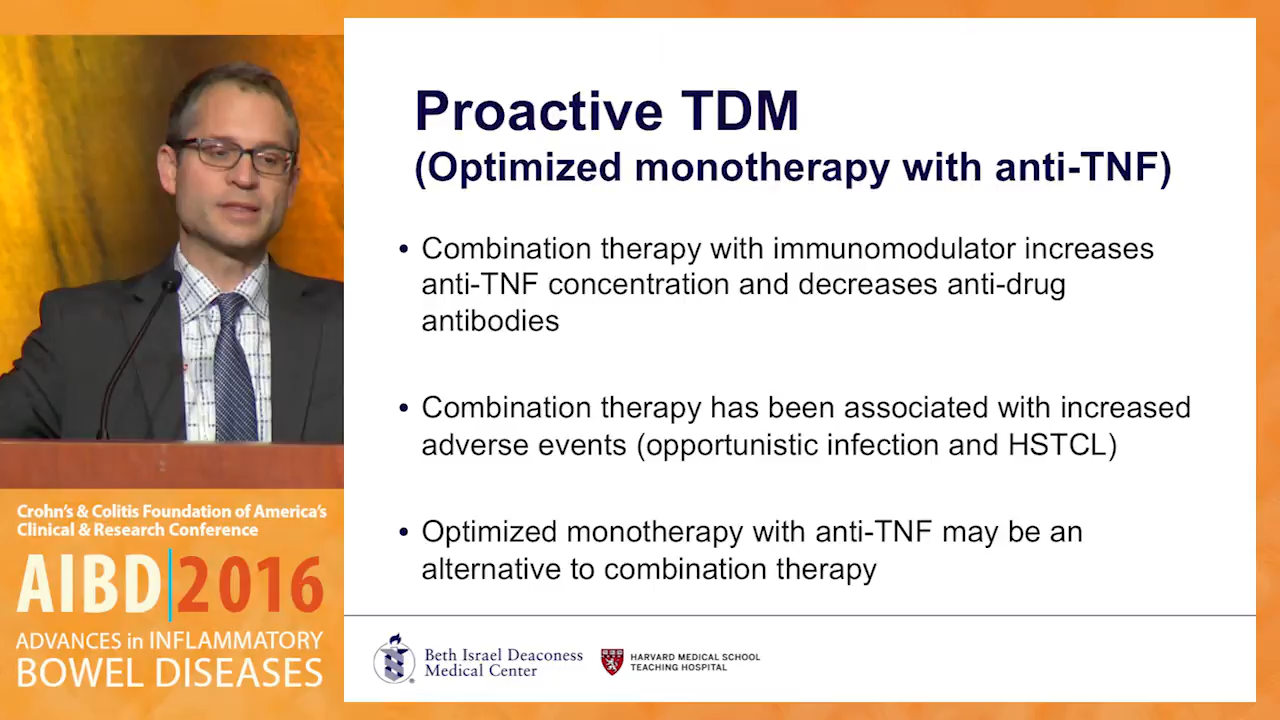 Proactive TDM
(Optimized monotherapy with anti-TNF)
• Combination therapy with immunomodulator increases
anti-TNF concentration and decreases anti-drug
antibodies
• Combination therapy has been associated with increased
adverse events (opportunistic infection and HSTCL)
• Optimized monotherapy with anti-TNF may be an
alternative to combination therapy
Beth Israel Deaconess
Medical Center
HARVARD MEDICAL SCHOOL
TEACHING HOSPITAL
Crohn's & Colitis Foundation of America's
Clinical & Research Conference
AIBD|2016
ADVANCES in INFLAMMATORY
BOWEL DISEASES